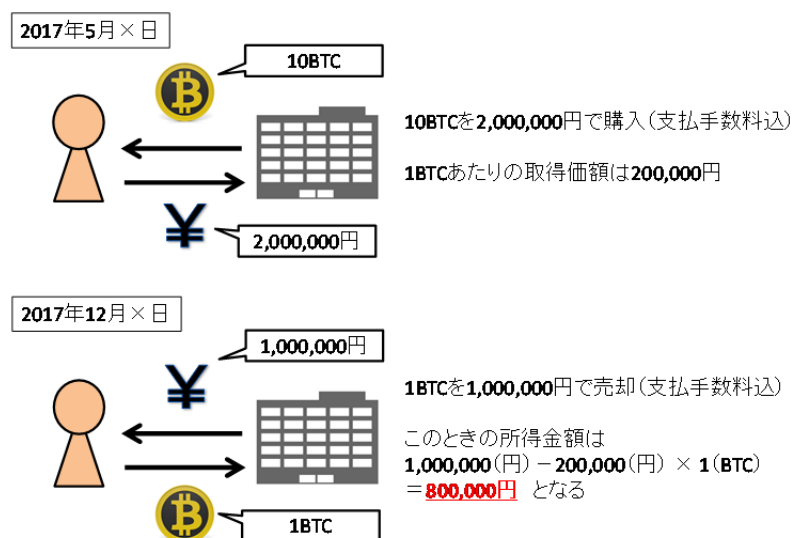 2017年5月×日
10BTC
10BTCを2,000,000円で購入(支払手数料込)
1BTCあたりの取得価額は200,000円
¥
2,000,000円
2017年12月×日
1,000,000円
¥
1BTCを1,000,000円で売却(支払手数料込)
このときの所得金額は
1,000,000(円)-200,000(円) × 1(BTC)
=800,000円 となる
1BTC